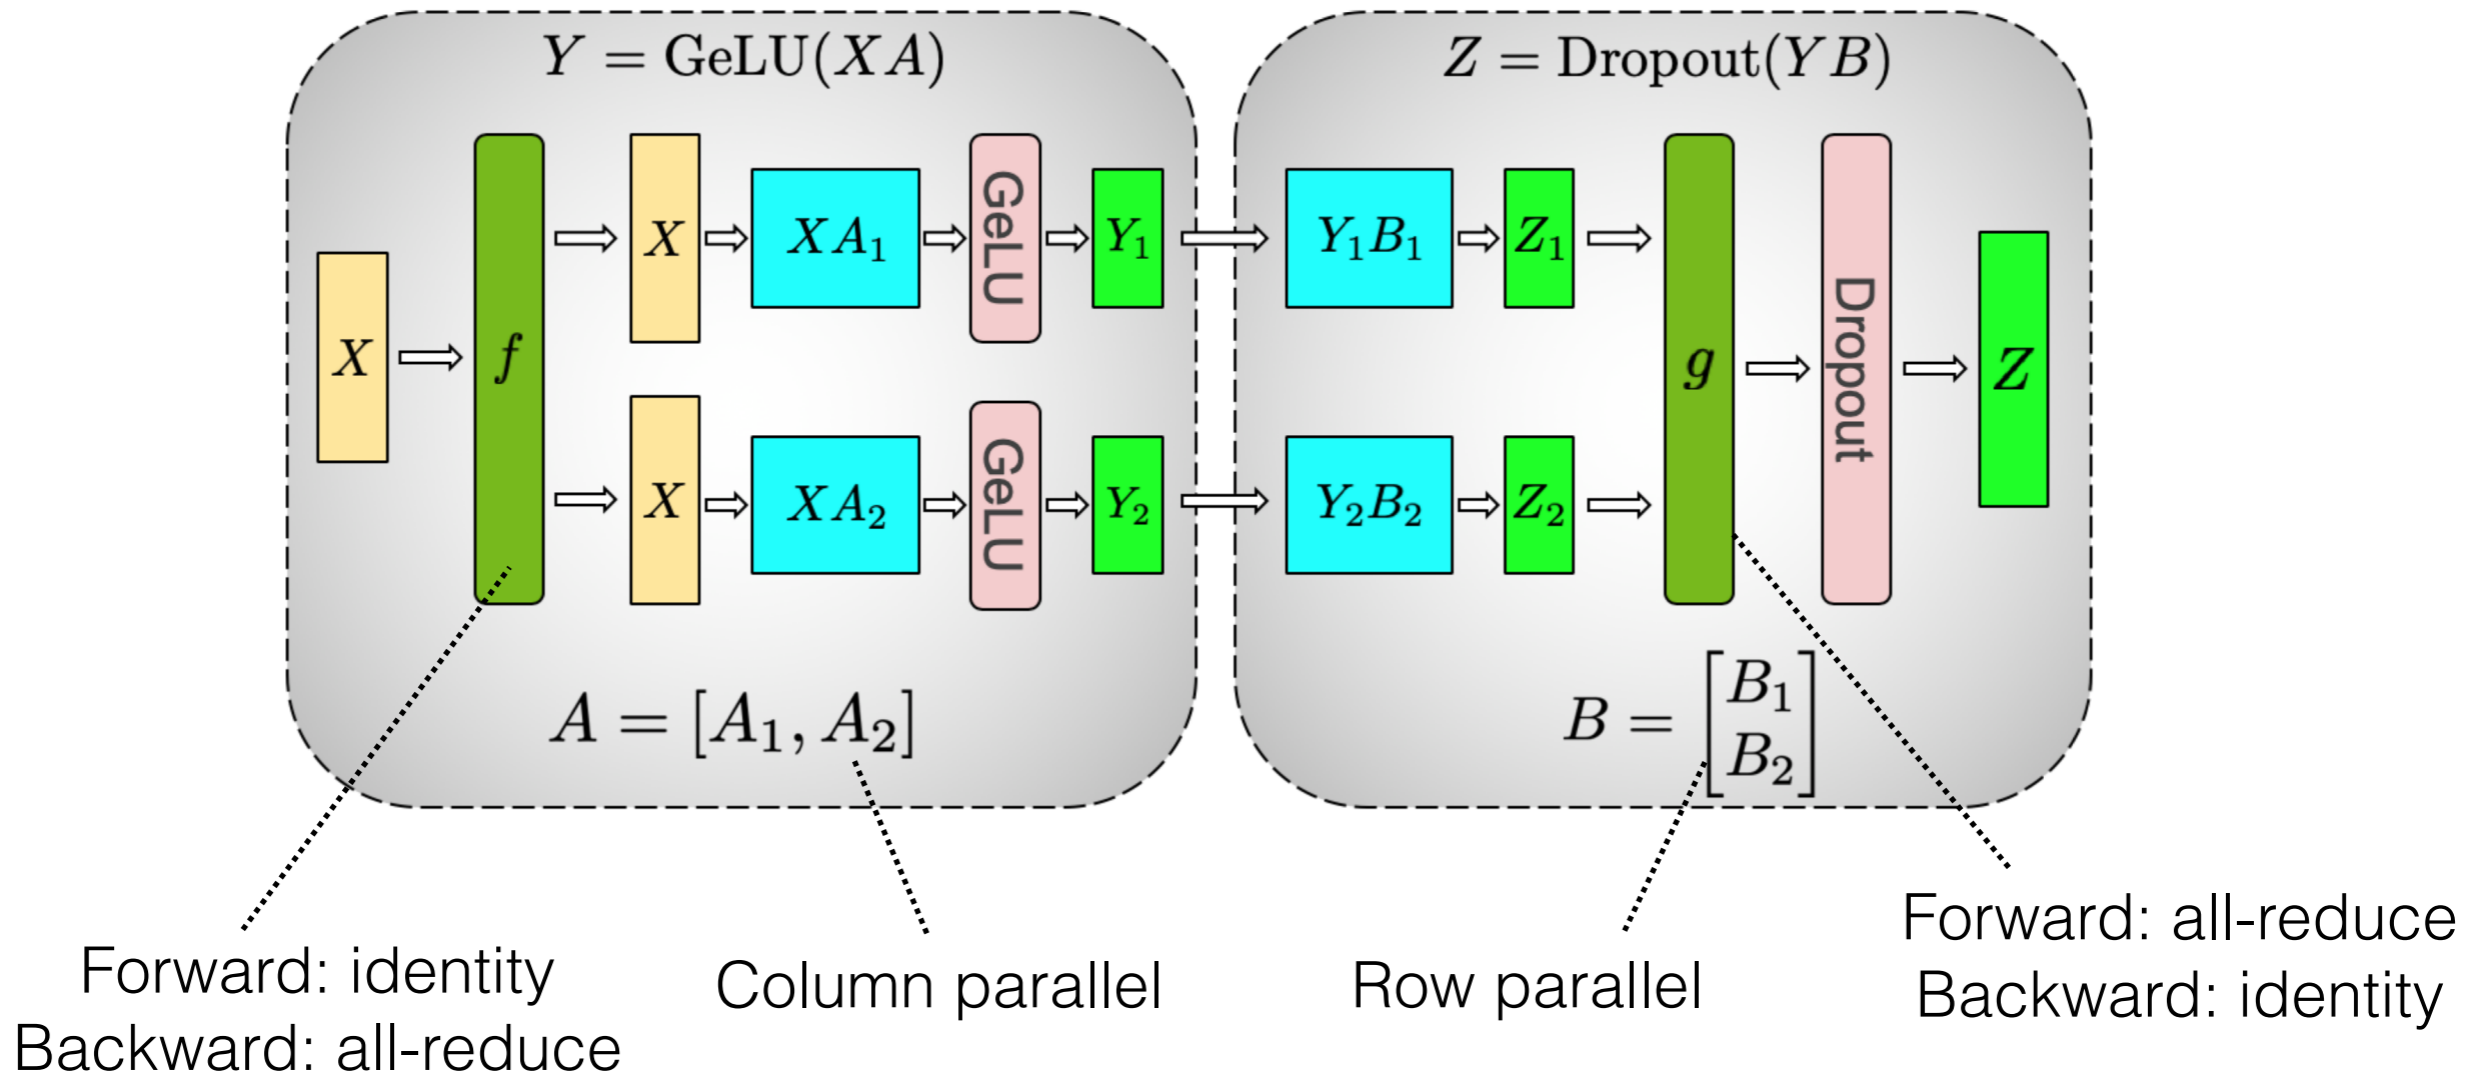 Y = GeLU(XA)
Z = Dropout(YB)
X
f
X
XA₁
GeLU
Y₁
X
XA₂
GeLU
Y₂
Y₁B₁
Z₁
Y₂B₂
Z₂
g
Dropout
Z
A = [A₁, A₂]
B = [B₁
B₂]
Forward: identity
Backward: all-reduce
Column parallel
Row parallel
Forward: all-reduce
Backward: identity